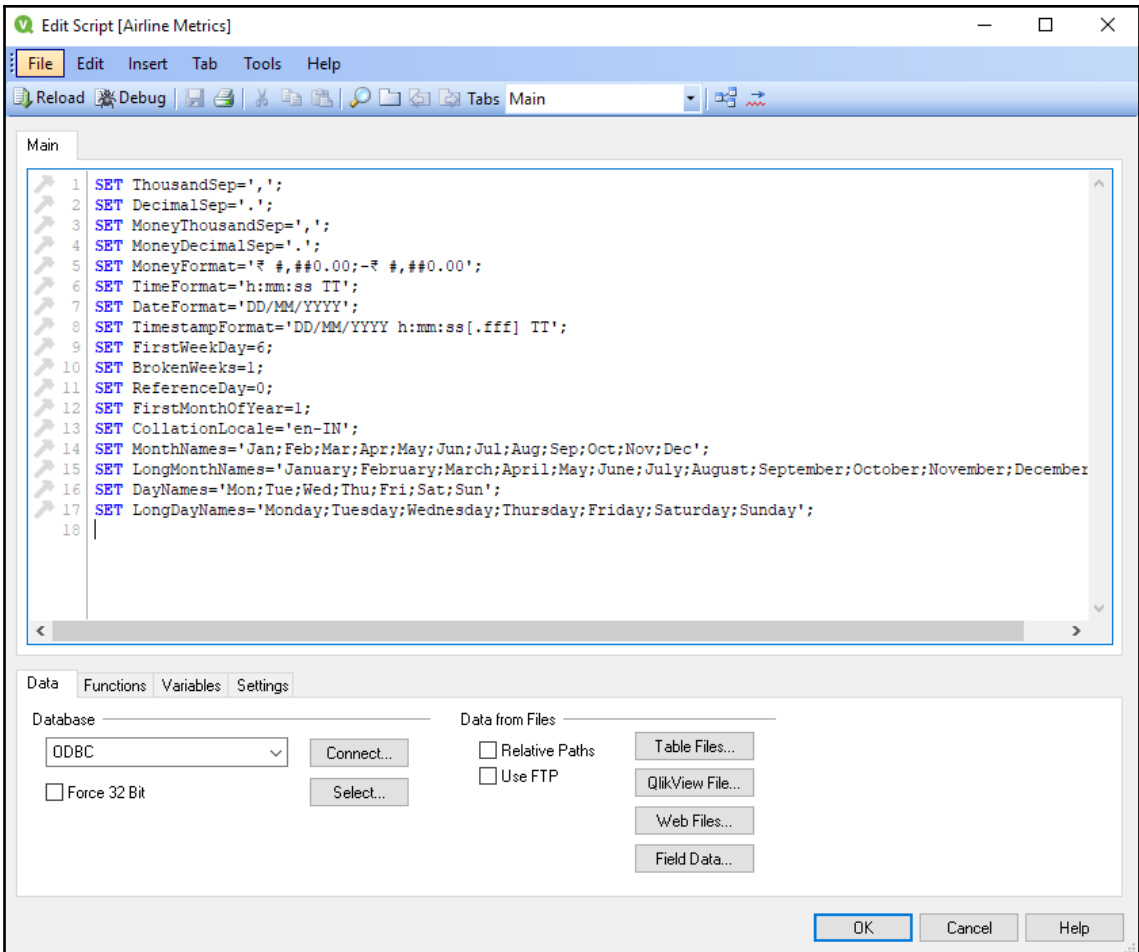 Edit Script [Airline Metrics]
File Edit Insert Tab Tools Help
Reload Debug Tabs Main
Main
1 SET ThousandSep=',';
2 SET DecimalSep='.';
3 SET MoneyThousandSep=',';
4 SET MoneyDecimalSep='.';
5 SET MoneyFormat='₹ #,##0.00;-₹ #,##0.00';
6 SET TimeFormat='h:mm:ss TT';
7 SET DateFormat='DD/MM/YYYY';
8 SET TimestampFormat='DD/MM/YYYY h:mm:ss[.fff] TT';
9 SET FirstWeekDay=6;
10 SET BrokenWeeks=1;
11 SET ReferenceDay=0;
12 SET FirstMonthOfYear=1;
13 SET CollationLocale='en-IN';
14 SET MonthNames='Jan;Feb;Mar;Apr;May;Jun;Jul;Aug;Sep;Oct;Nov;Dec';
15 SET LongMonthNames='January;February;March;April;May;June;July;August;September;October;November;December
16 SET DayNames='Mon;Tue;Wed;Thu;Fri;Sat;Sun';
17 SET LongDayNames='Monday;Tuesday;Wednesday;Thursday;Friday;Saturday;Sunday';
18
Data Functions Variables Settings
Database Data from Files
ODBC Connect... Relative Paths Table Files...
Force 32 Bit Select... Use FTP QlikView File...
Web Files...
Field Data...
OK Cancel Help